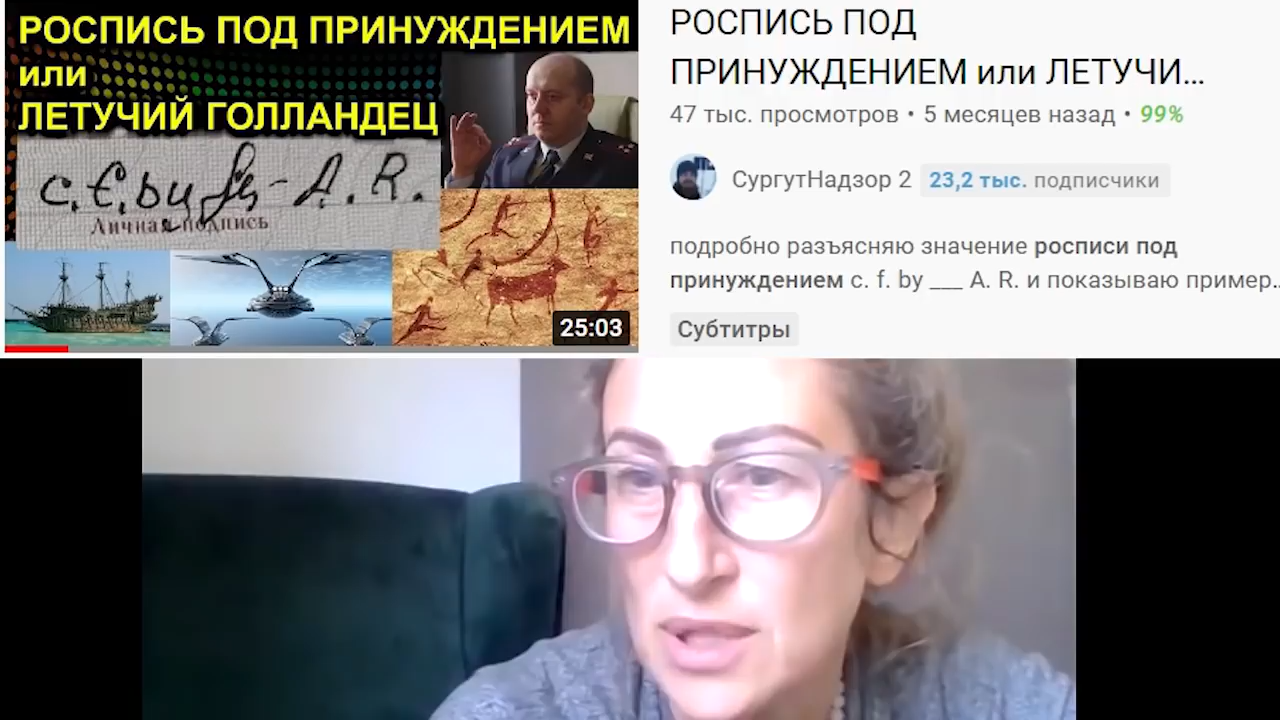 РОСПИСЬ ПОД ПРИНУЖДЕНИЕМ
или
ЛЕТУЧИЙ ГОЛЛАНДЕЦ
Личная подпись
25:03
РОСПИСЬ ПОД
ПРИНУЖДЕНИЕМ или ЛЕТУЧИ...
47 тыс. просмотров • 5 месяцев назад • 99%
СургутНадзор 2 23,2 тыс. подписчики
подробно разъясняю значение росписи под
принуждением c. f. by ___ A. R. и показываю пример..
Субтитры